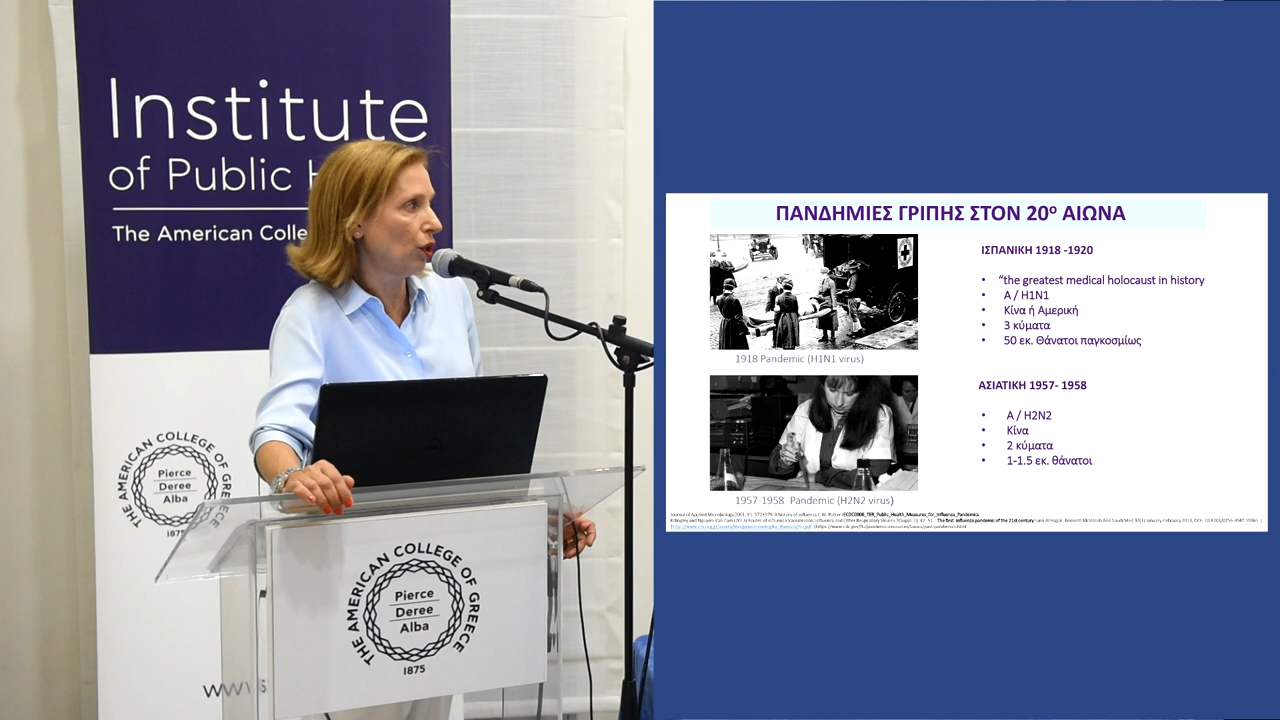 Institute
of Public
The American Colle
THE AMERICAN COLLEGE OF GREECE
Pierce
Deree
Alba
1875
THE AMERICAN COLLEGE OF GREECE
Pierce
Deree
Alba
1875
ΠΑΝΔΗΜΙΕΣ ΓΡΙΠΗΣ ΣΤΟΝ 20º ΑΙΩΝΑ
1918 Pandemic (H1N1 virus)
ΙΣΠΑΝΙΚΗ 1918 -1920
• “the greatest medical holocaust in history
• A / H1N1
• Κίνα ή Αμερική
• 3 κύματα
• 50 εκ. Θάνατοι παγκοσμίως
1957-1958 Pandemic (H2N2 virus)
ΑΣΙΑΤΙΚΗ 1957- 1958
• A / H2N2
• Κίνα
• 2 κύματα
• 1-1.5 εκ. θάνατοι